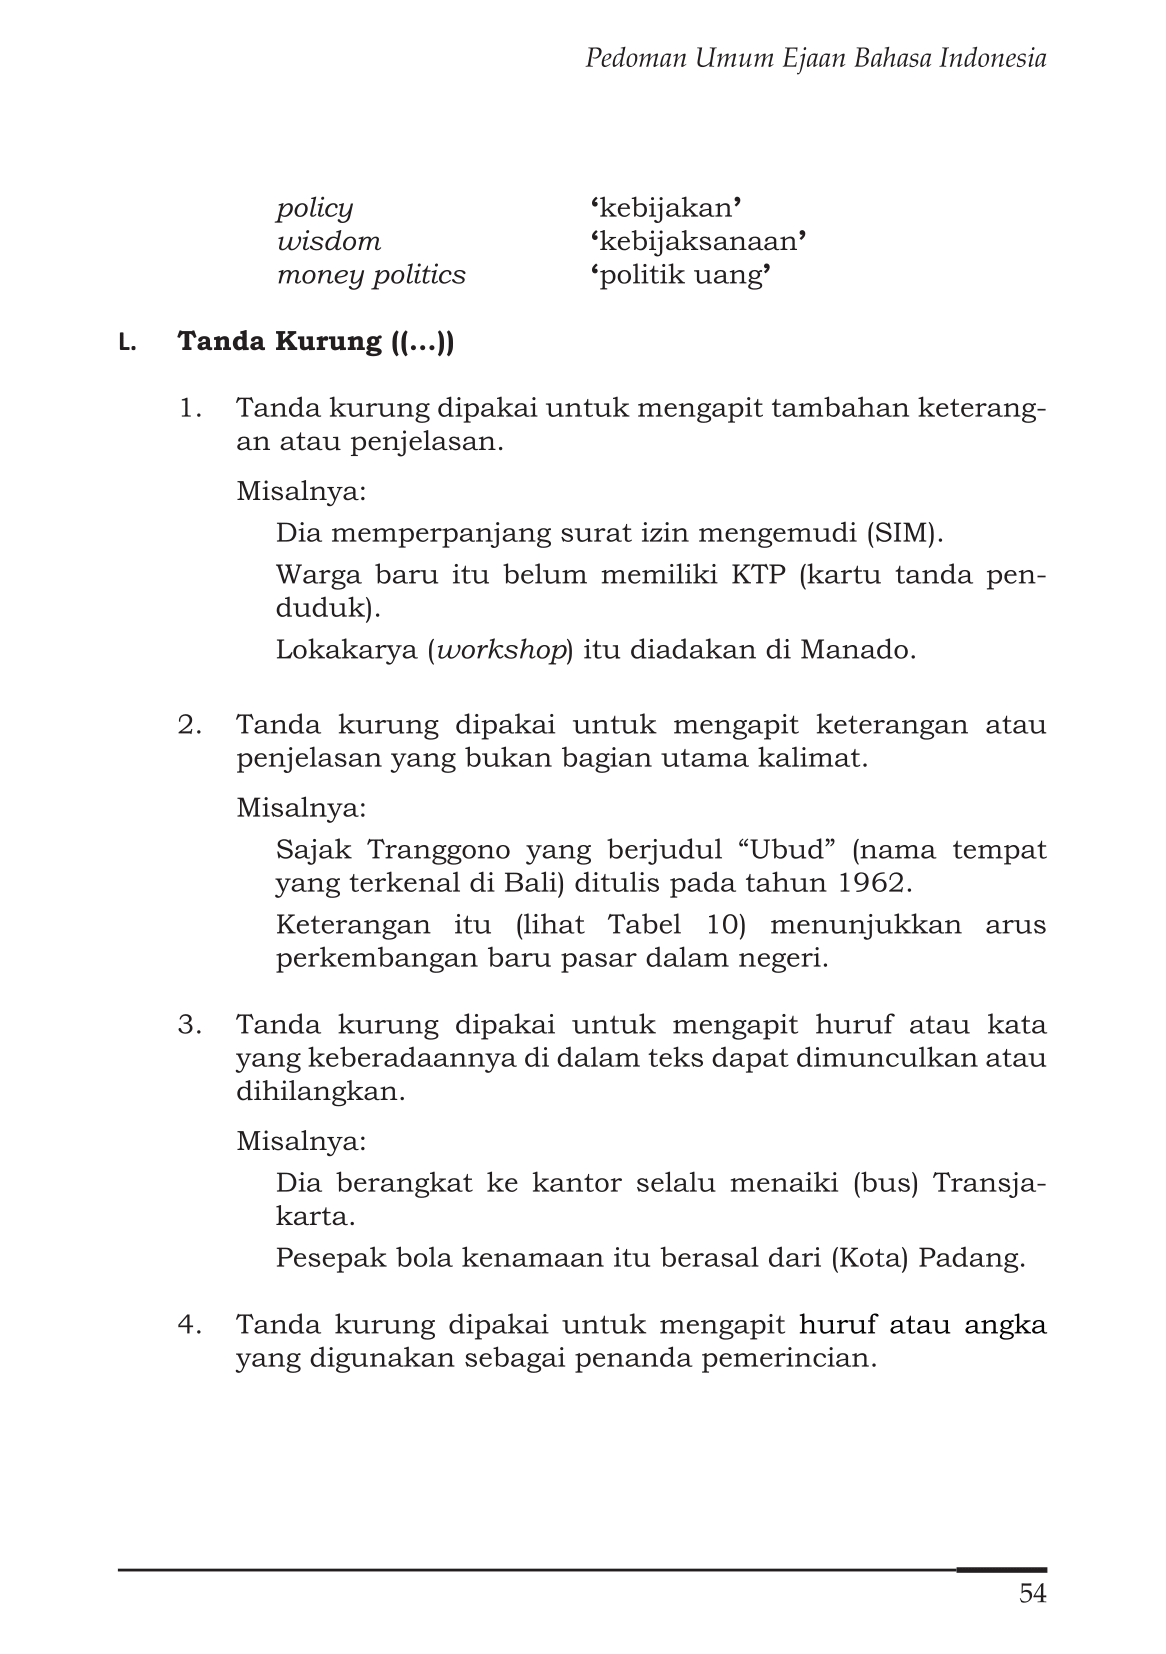 Pedoman Umum Ejaan Bahasa Indonesia
policy ‘kebijakan’
wisdom ‘kebijaksanaan’
money politics ‘politik uang’
L. Tanda Kurung ((...))
1. Tanda kurung dipakai untuk mengapit tambahan keterang-
an atau penjelasan.
Misalnya:
Dia memperpanjang surat izin mengemudi (SIM).
Warga baru itu belum memiliki KTP (kartu tanda pen-
duduk).
Lokakarya (workshop) itu diadakan di Manado.
2. Tanda kurung dipakai untuk mengapit keterangan atau
penjelasan yang bukan bagian utama kalimat.
Misalnya:
Sajak Tranggono yang berjudul “Ubud” (nama tempat
yang terkenal di Bali) ditulis pada tahun 1962.
Keterangan itu (lihat Tabel 10) menunjukkan arus
perkembangan baru pasar dalam negeri.
3. Tanda kurung dipakai untuk mengapit huruf atau kata
yang keberadaannya di dalam teks dapat dimunculkan atau
dihilangkan.
Misalnya:
Dia berangkat ke kantor selalu menaiki (bus) Transja-
karta.
Pesepak bola kenamaan itu berasal dari (Kota) Padang.
4. Tanda kurung dipakai untuk mengapit huruf atau angka
yang digunakan sebagai penanda pemerincian.
54